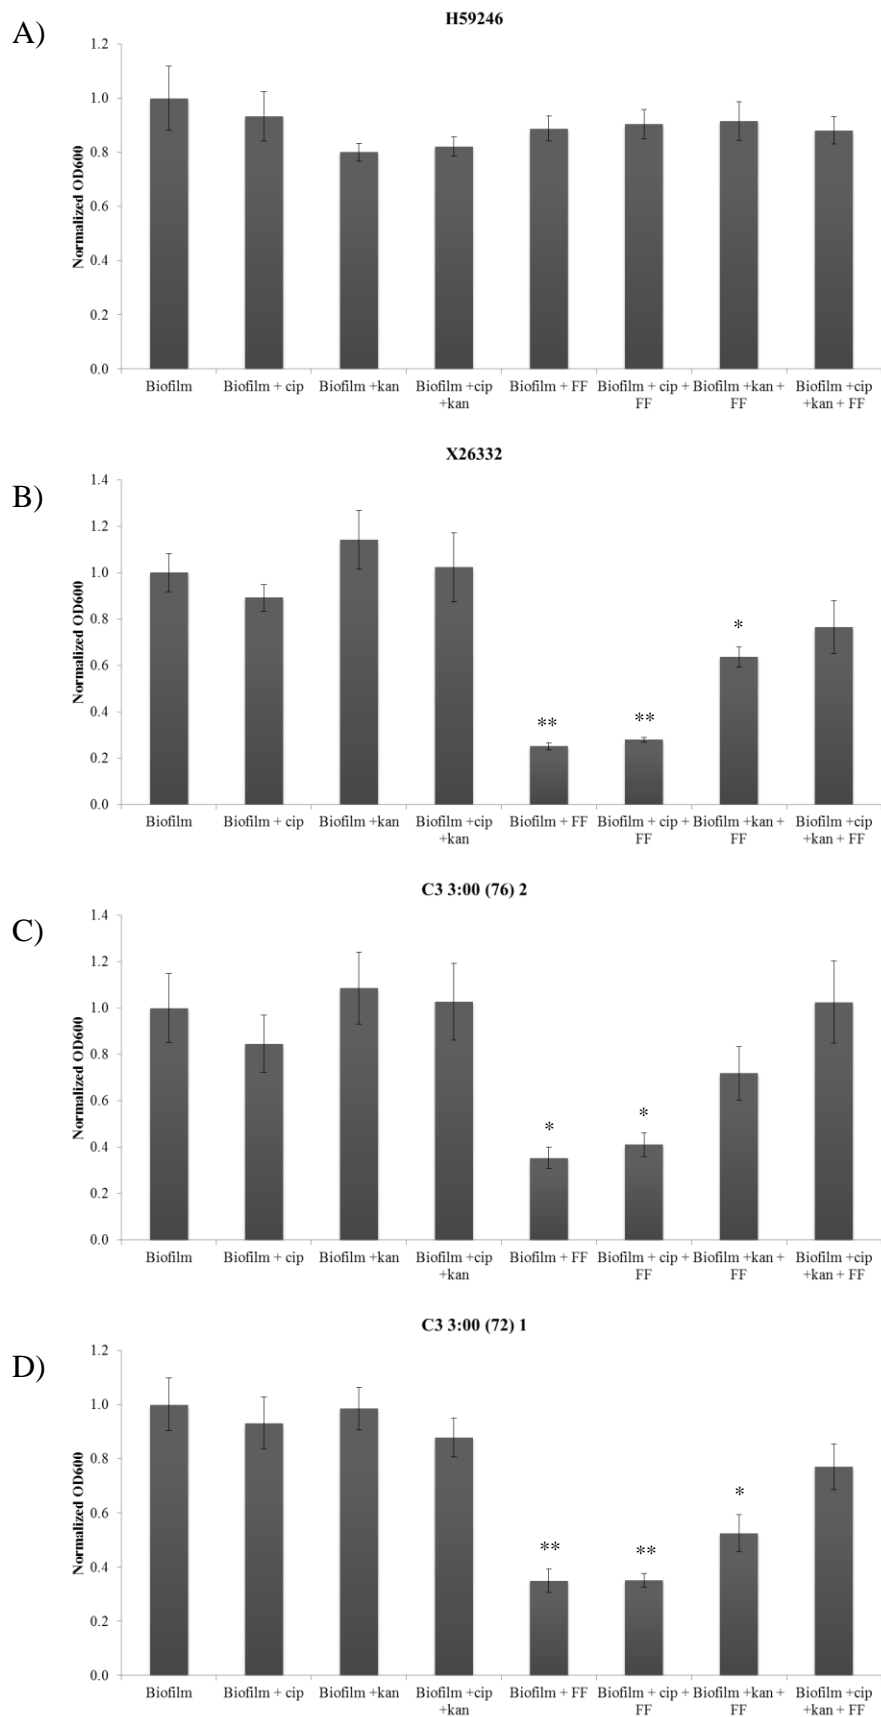 A)
H59246
Normalized OD600
1.2
1.0
0.8
0.6
0.4
0.2
0.0
Biofilm
Biofilm + cip
Biofilm +kan
Biofilm +cip
+kan
Biofilm + FF
Biofilm + cip +
FF
Biofilm +kan +
FF
Biofilm +cip
+kan + FF
B)
X26332
Normalized OD600
1.4
1.2
1.0
0.8
0.6
0.4
0.2
0.0
**
**
*
Biofilm
Biofilm + cip
Biofilm +kan
Biofilm +cip
+kan
Biofilm + FF
Biofilm + cip +
FF
Biofilm +kan +
FF
Biofilm +cip
+kan + FF
C)
C3 3:00 (76) 2
Normalized OD600
1.4
1.2
1.0
0.8
0.6
0.4
0.2
0.0
*
*
Biofilm
Biofilm + cip
Biofilm +kan
Biofilm +cip
+kan
Biofilm + FF
Biofilm + cip +
FF
Biofilm +kan +
FF
Biofilm +cip
+kan + FF
D)
C3 3:00 (72) 1
Normalized OD600
1.2
1.0
0.8
0.6
0.4
0.2
0.0
**
**
*
Biofilm
Biofilm + cip
Biofilm +kan
Biofilm +cip
+kan
Biofilm + FF
Biofilm + cip +
FF
Biofilm +kan +
FF
Biofilm +cip
+kan + FF